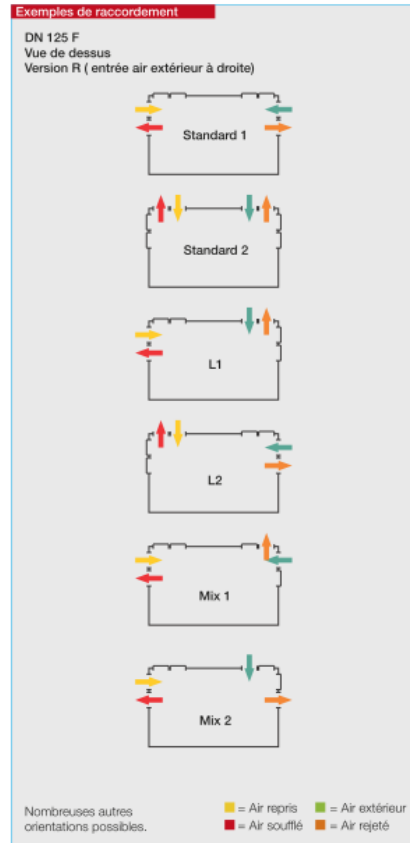 Exemples de raccordement
DN 125 F
Vue de dessus
Version R ( entrée air extérieur à droite)
Standard 1
Standard 2
L1
L2
Mix 1
Mix 2
Nombreuses autres
orientations possibles.
= Air repris
= Air extérieur
= Air soufflé
= Air rejeté